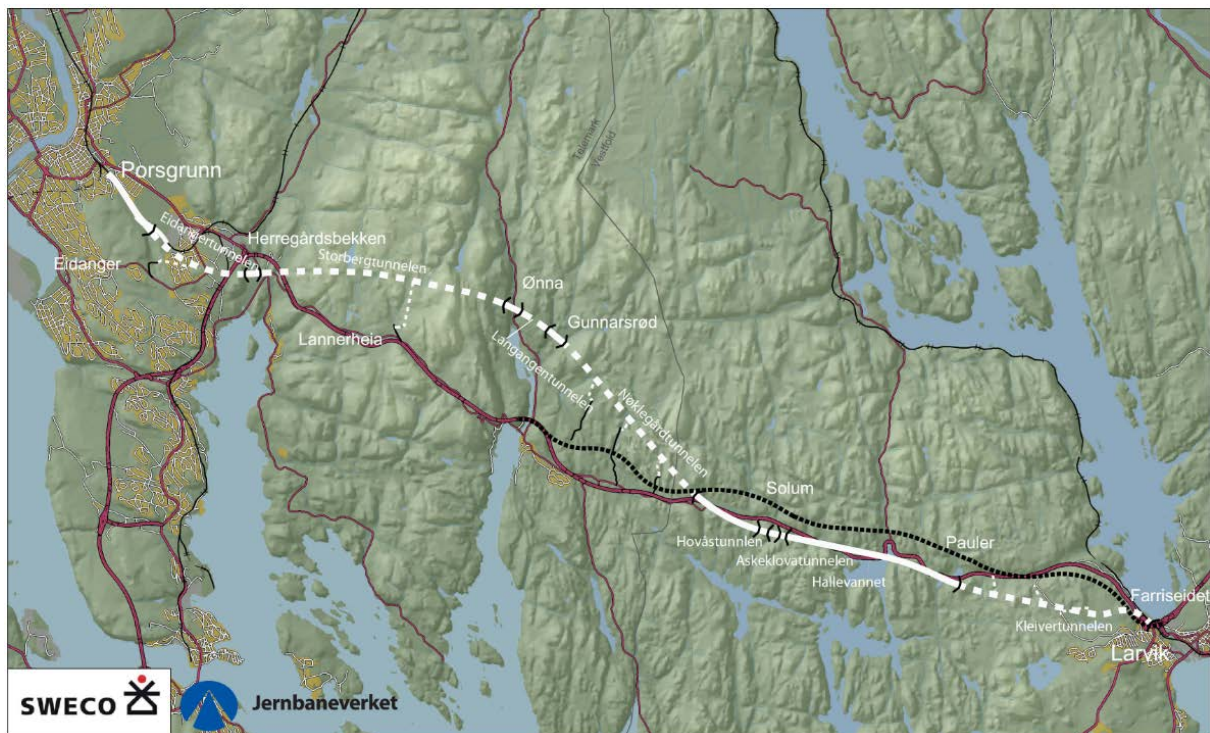 Porsgrunn
Eidangertunnelen
Eidanger
Herregårdsbekken
Storbergtunnelen
Lannerheia
Ønna
Gunnarsrød
Langangentunnelen
Nøklegårdtunnelen
Telemark
Vestfold
Solum
Hovåstunnlen
Askeklovatunnelen
Hallevannet
Pauler
Farriseidet
Kleivertunnelen
Larvik
SWECO
Jernbaneverket